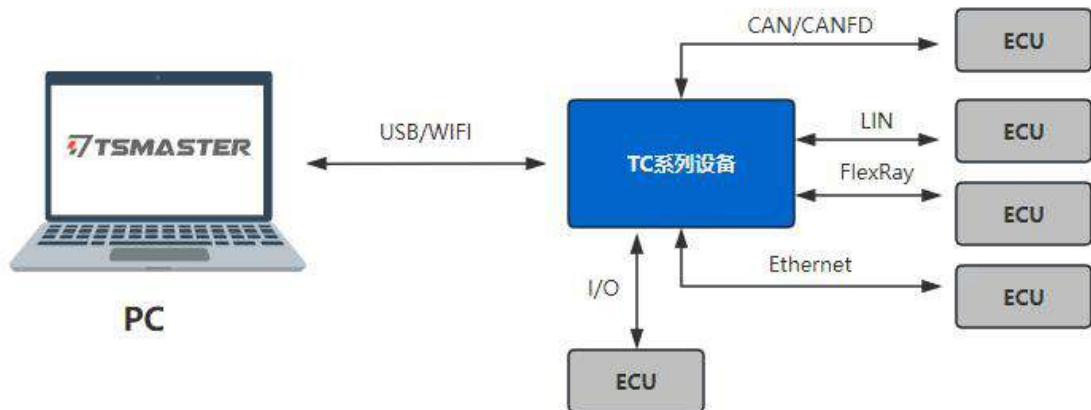 CAN/CANFD
ECU
TSMASTER
USB/WIFI
TC系列设备
LIN
ECU
FlexRay
ECU
Ethernet
ECU
I/O
PC
ECU